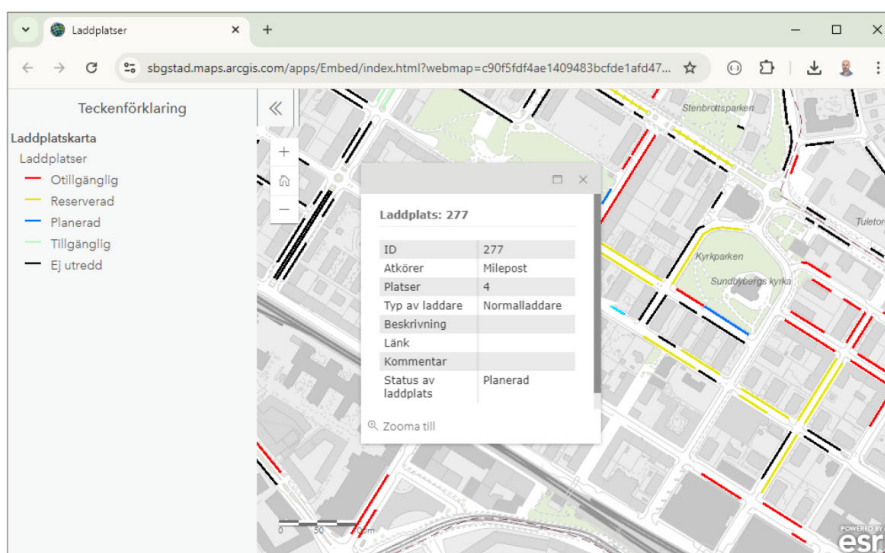 Laddplatser
sbgstad.maps.arcgis.com/apps/Embed/index.html?webmap=c90f5fdf4ae1409483bcfde1afd47...
Teckenförklaring
Laddplatskarta
Laddplatser
Otillgänglig
Reserverad
Planerad
Tillgänglig
Ej utredd
Stenbrottsparken
Tuletor
Kyrkparken
Sundbybergs kyrka
Laddplats: 277
ID 277
Atkörer Milepost
Platser 4
Typ av laddare Normalladdare
Beskrivning
Länk
Kommentar
Status av Planerad
laddplats
Zooma till
0 50
POWERED BY
esri